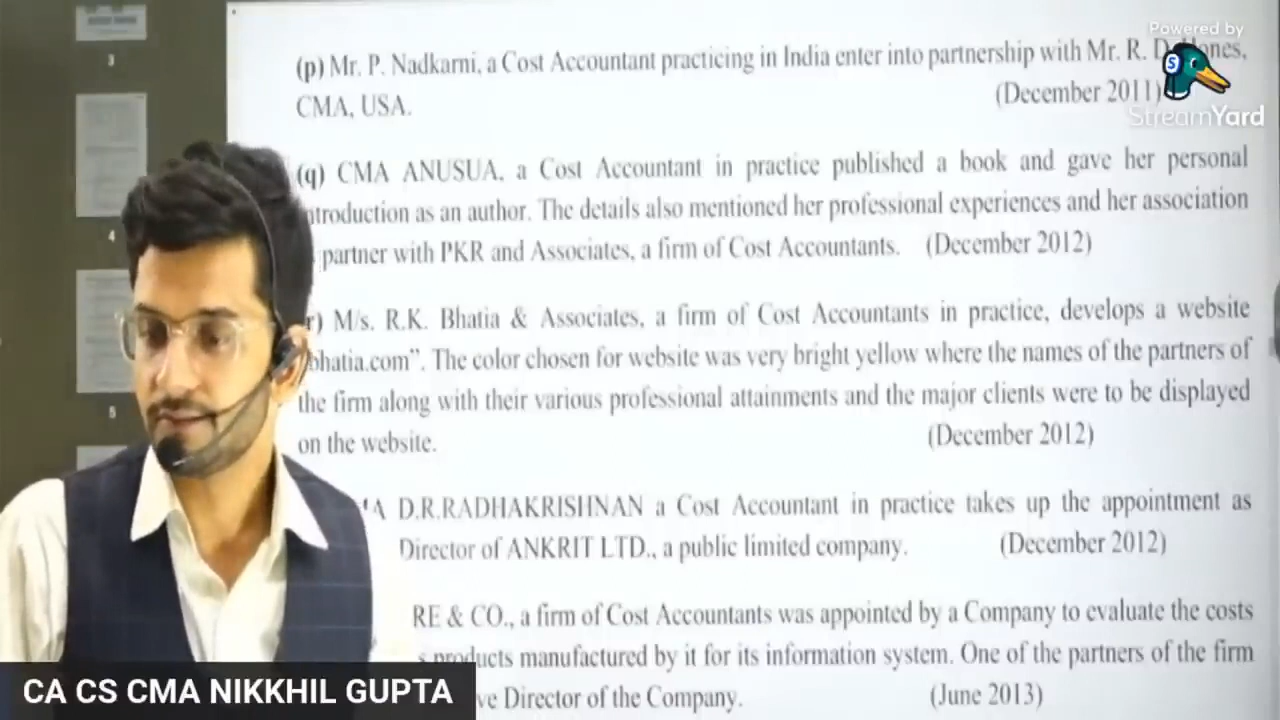 Powered by
StreamYard
3
4
5
(p) Mr. P. Nadkarni, a Cost Accountant practicing in India enter into partnership with Mr. R.
CMA, USA. (December 2011)
(q) CMA ANUSUA, a Cost Accountant in practice published a book and gave her personal
ntroduction as an author. The details also mentioned her professional experiences and her association
partner with PKR and Associates, a firm of Cost Accountants. (December 2012)
r) M/s. R.K. Bhatia & Associates, a firm of Cost Accountants in practice, develops a website
bhatia.com”. The color chosen for website was very bright yellow where the names of the partners of
the firm along with their various professional attainments and the major clients were to be displayed
on the website. (December 2012)
A D.R.RADHAKRISHNAN a Cost Accountant in practice takes up the appointment as
Director of ANKRIT LTD., a public limited company. (December 2012)
RE & CO., a firm of Cost Accountants was appointed by a Company to evaluate the costs
products manufactured by it for its information system. One of the partners of the firm
ve Director of the Company. (June 2013)
CA CS CMA NIKKHIL GUPTA